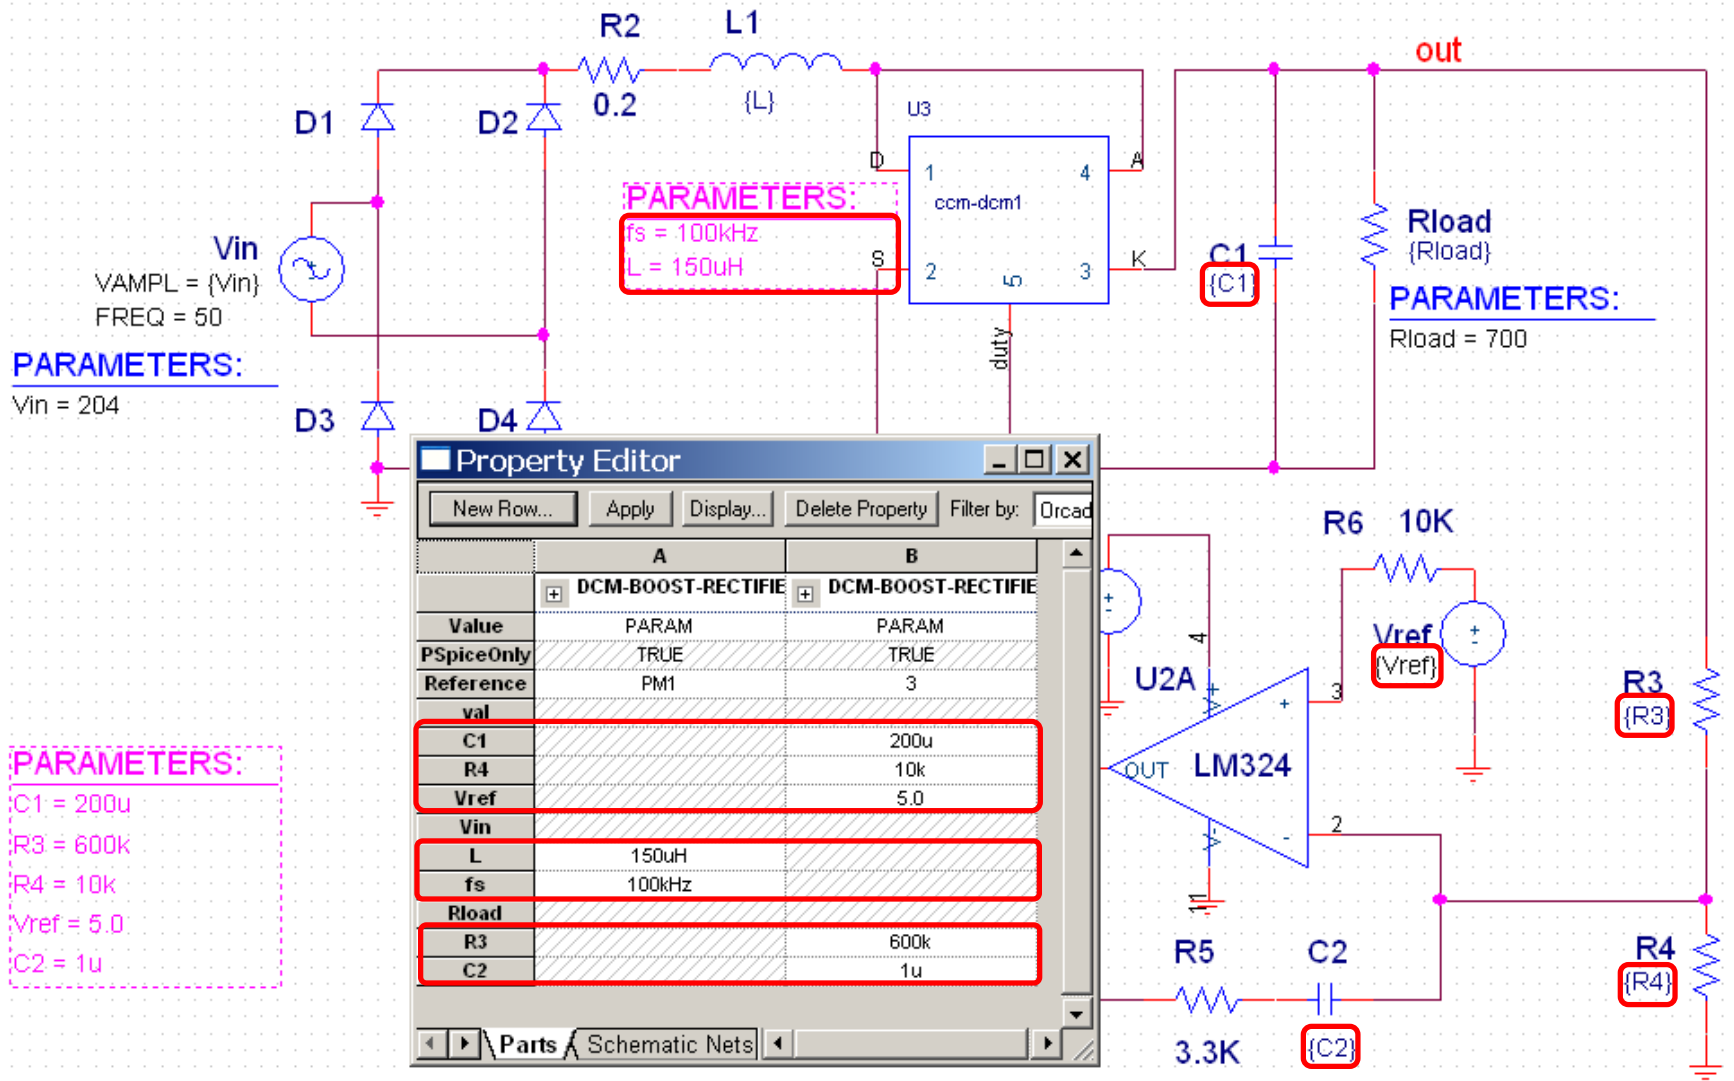 R2
L1
out
0.2
{L}
U3
D1
D2
D
A
1
4
ccm-dcm1
PARAMETERS:
fs = 100kHz
L = 150uH
S
K
2
3
5
duty
Vin
VAMPL = {Vin}
FREQ = 50
C1
{C1}
Rload
{Rload}
PARAMETERS:
Rload = 700
PARAMETERS:
Vin = 204
D3
D4
Property Editor
New Row...
Apply
Display...
Delete Property
Filter by:
Orcad
A
B
DCM-BOOST-RECTIFIE
DCM-BOOST-RECTIFIE
Value PARAM PARAM
PSpiceOnly TRUE TRUE
Reference PM1 3
val
C1 200u
R4 10k
Vref 5.0
Vin
L 150uH
fs 100kHz
Rload
R3 600k
C2 1u
Parts
Schematic Nets
R6
10K
Vref
{Vref}
4
U2A
V+
3
+
OUT
LM324
2
-
V-
11
R3
{R3}
PARAMETERS:
C1 = 200u
R3 = 600k
R4 = 10k
Vref = 5.0
C2 = 1u
R5
C2
R4
{R4}
3.3K
{C2}